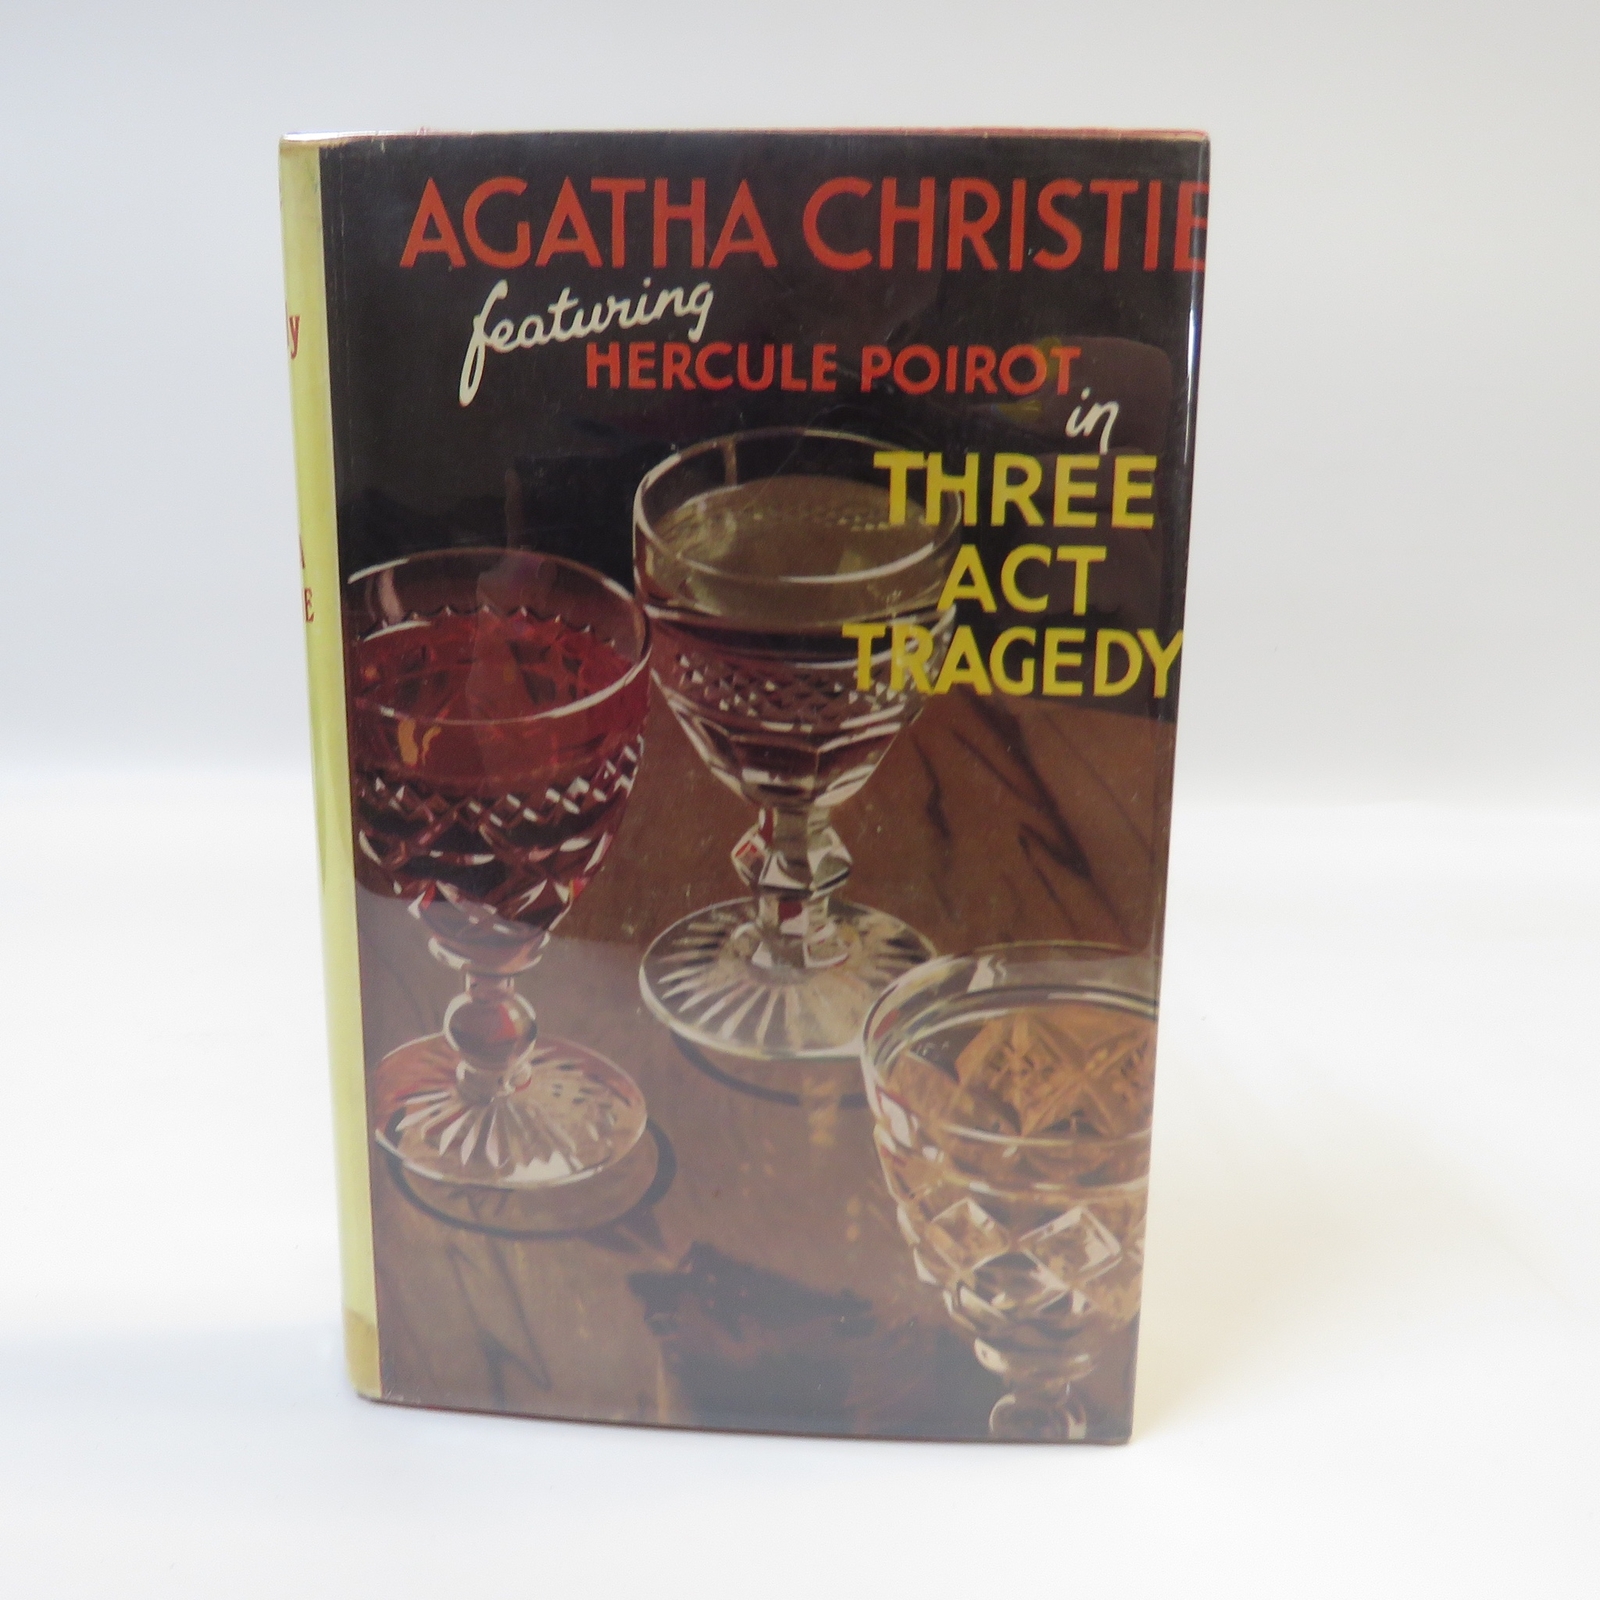 AGATHA CHRISTIE
featuring
HERCULE POIROT
in
THREE
ACT
TRAGEDY